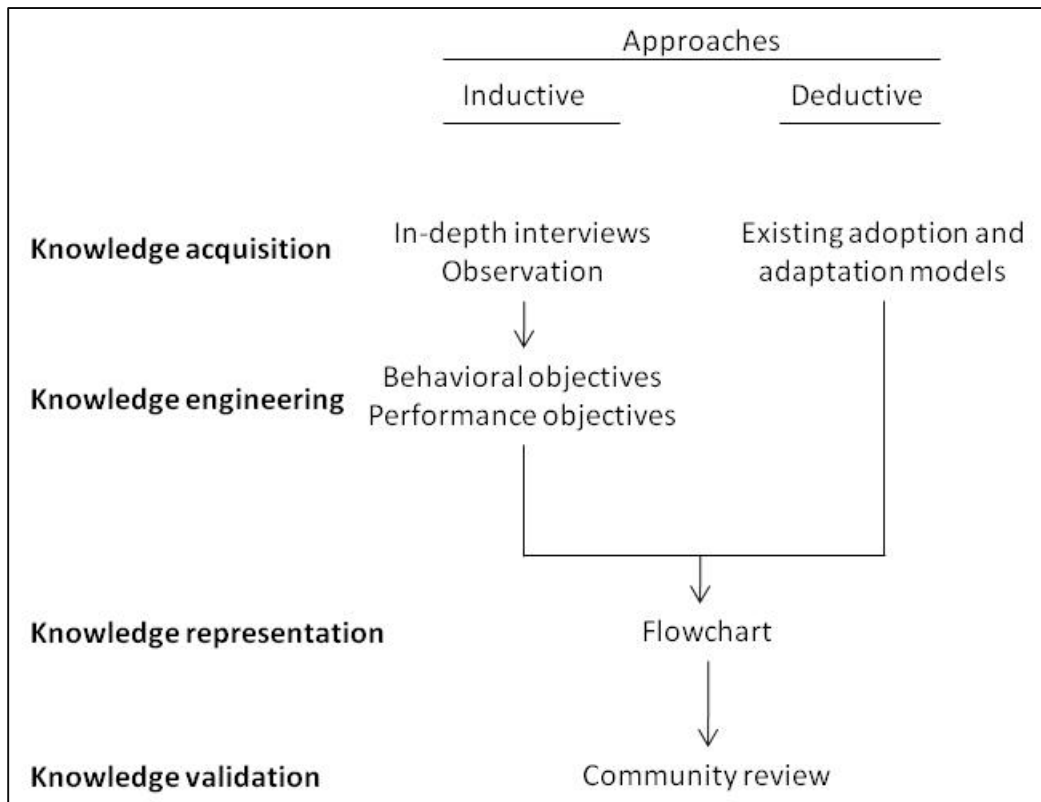 Approaches
Inductive
Deductive
Knowledge acquisition
In-depth interviews
Observation
Existing adoption and
adaptation models
Knowledge engineering
Behavioral objectives
Performance objectives
Knowledge representation
Flowchart
Knowledge validation
Community review